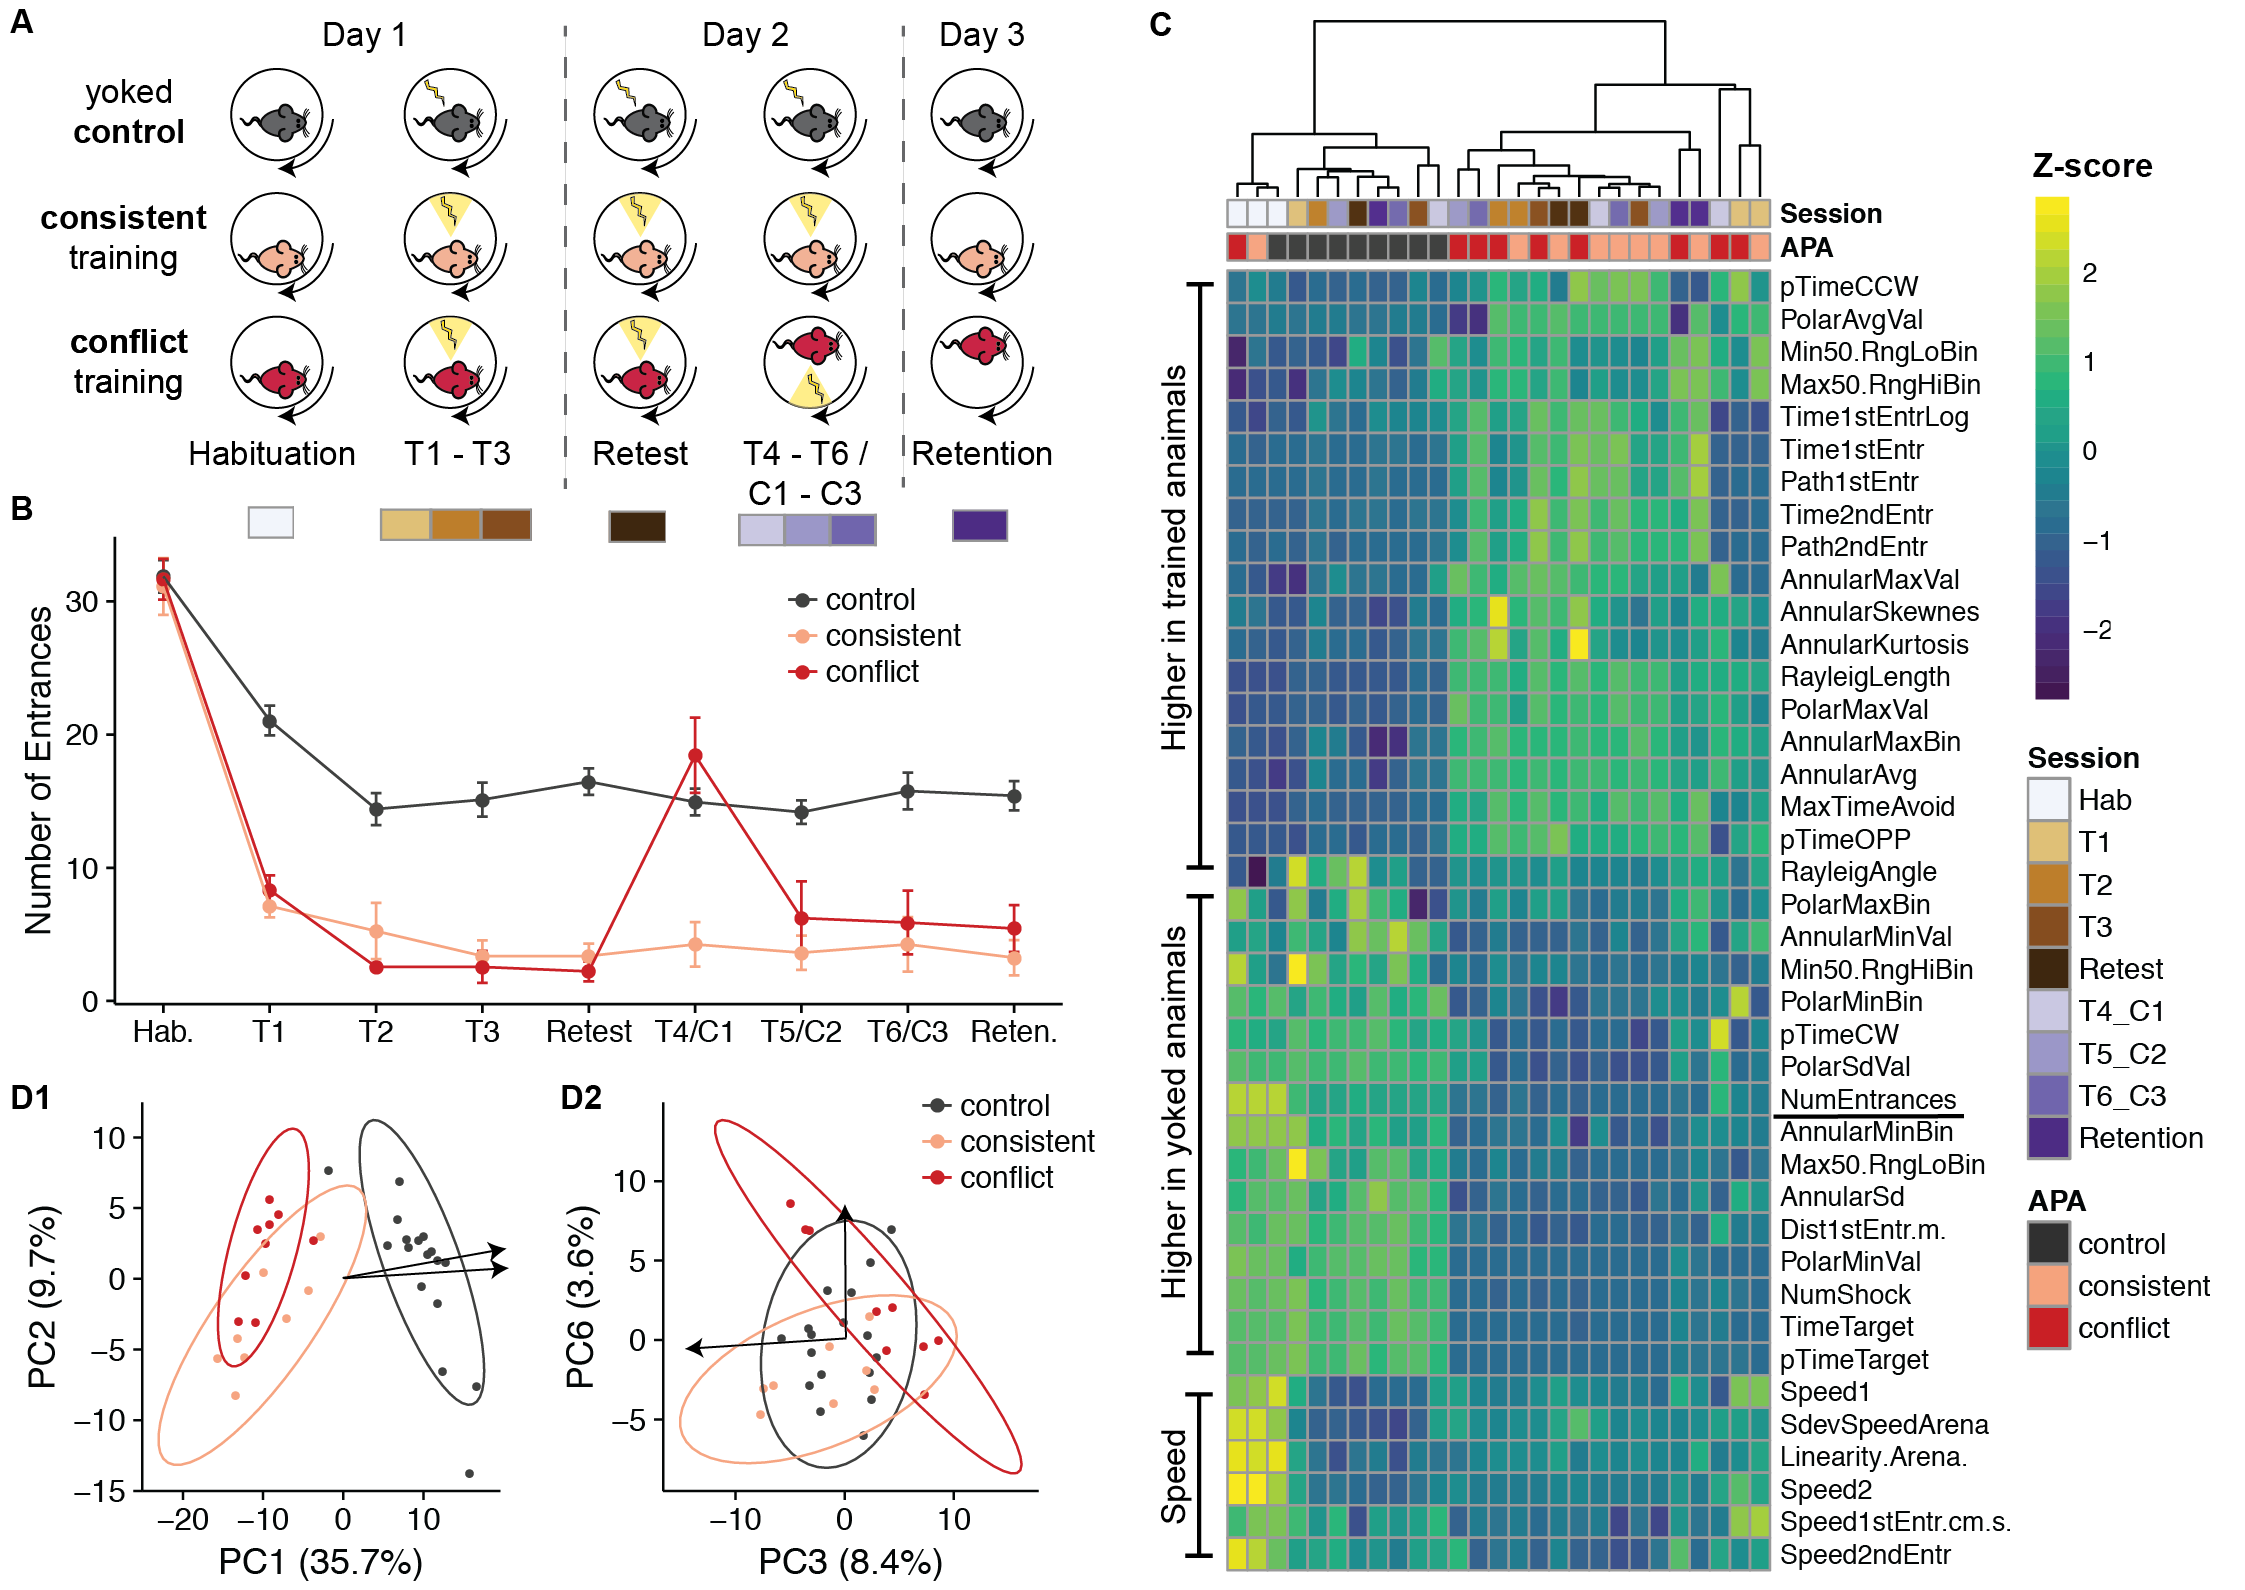 A
Day 1
Day 2
Day 3
yoked
control
consistent
training
conflict
training
Habituation
T1 - T3
Retest
T4 - T6 /
C1 - C3
Retention
B
Number of Entrances
30
20
10
0
control
consistent
conflict
Hab.
T1
T2
T3
Retest
T4/C1
T5/C2
T6/C3
Reten.
D1
PC2 (9.7%)
10
5
0
−5
−10
−15
−20
−10
0
10
PC1 (35.7%)
D2
PC6 (3.6%)
10
5
0
−5
−10
0
10
PC3 (8.4%)
control
consistent
conflict
C
Session
APA
Higher in trained anaimals
Higher in yoked anaimals
Speed
pTimeCCW
PolarAvgVal
Min50.RngLoBin
Max50.RngHiBin
Time1stEntrLog
Time1stEntr
Path1stEntr
Time2ndEntr
Path2ndEntr
AnnularMaxVal
AnnularSkewnes
AnnularKurtosis
RayleigLength
PolarMaxVal
AnnularMaxBin
AnnularAvg
MaxTimeAvoid
pTimeOPP
RayleigAngle
PolarMaxBin
AnnularMinVal
Min50.RngHiBin
PolarMinBin
pTimeCW
PolarSdVal
NumEntrances
AnnularMinBin
Max50.RngLoBin
AnnularSd
Dist1stEntr.m.
PolarMinVal
NumShock
TimeTarget
pTimeTarget
Speed1
SdevSpeedArena
Linearity.Arena.
Speed2
Speed1stEntr.cm.s.
Speed2ndEntr
Z-score
2
1
0
−1
−2
Session
Hab
T1
T2
T3
Retest
T4_C1
T5_C2
T6_C3
Retention
APA
control
consistent
conflict